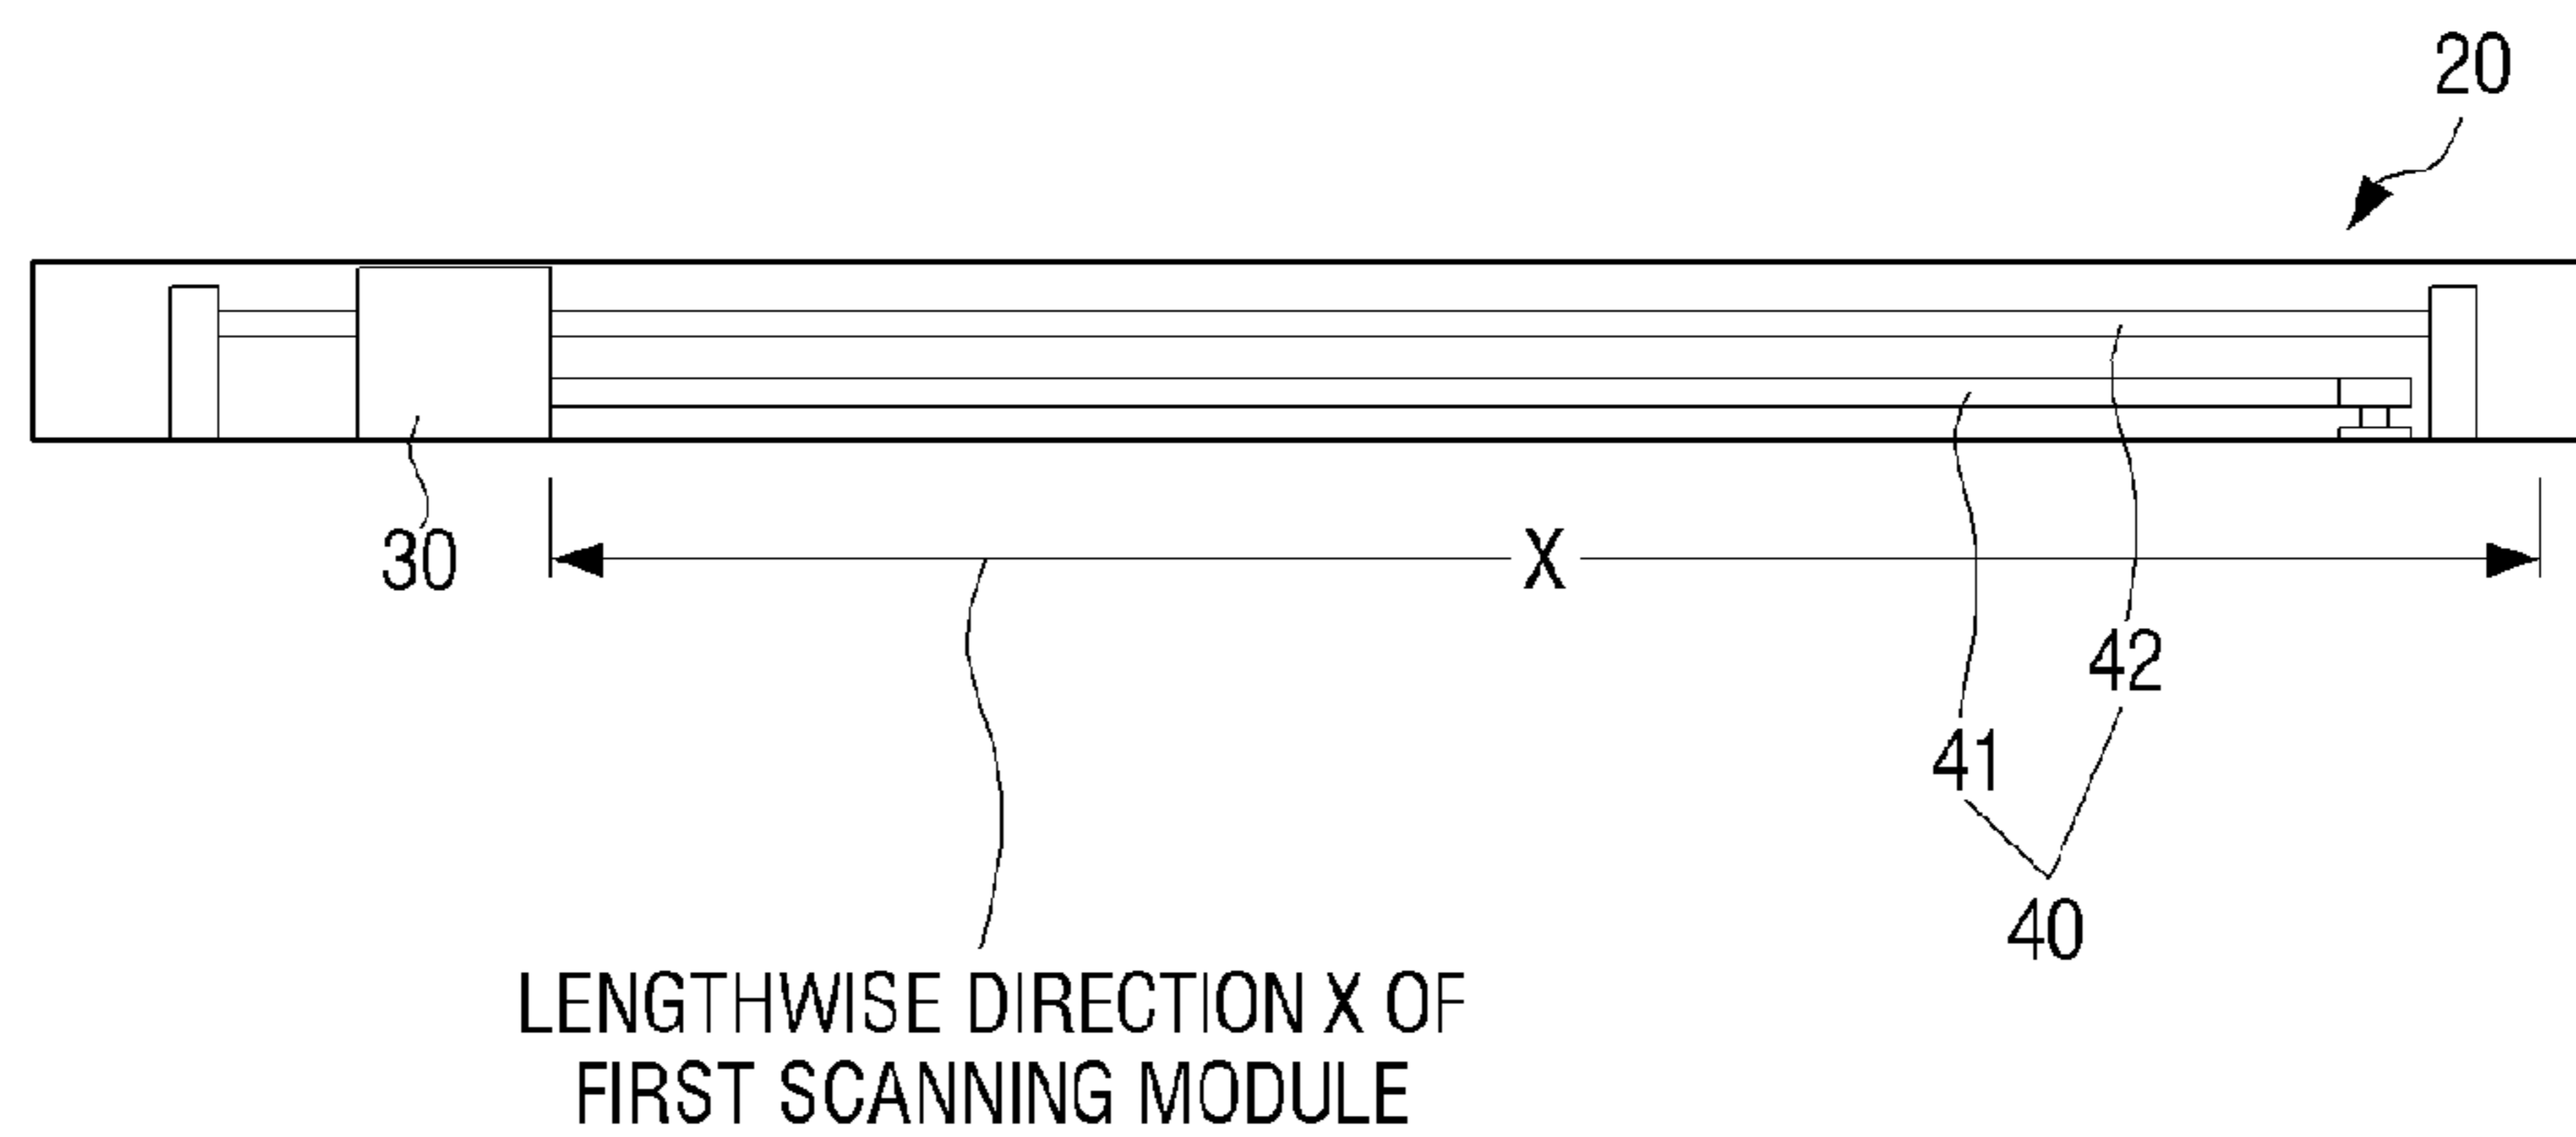 20
30
X
42
41
40
LENGTHWISE DIRECTION X OF
FIRST SCANNING MODULE